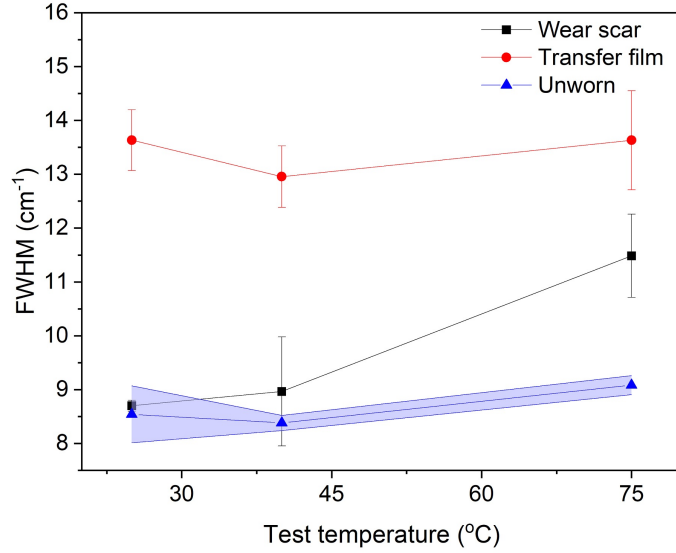 Wear scar
Transfer film
Unworn
FWHM (cm⁻¹)
16
15
14
13
12
11
10
9
8
30
45
60
75
Test temperature (ᵒC)